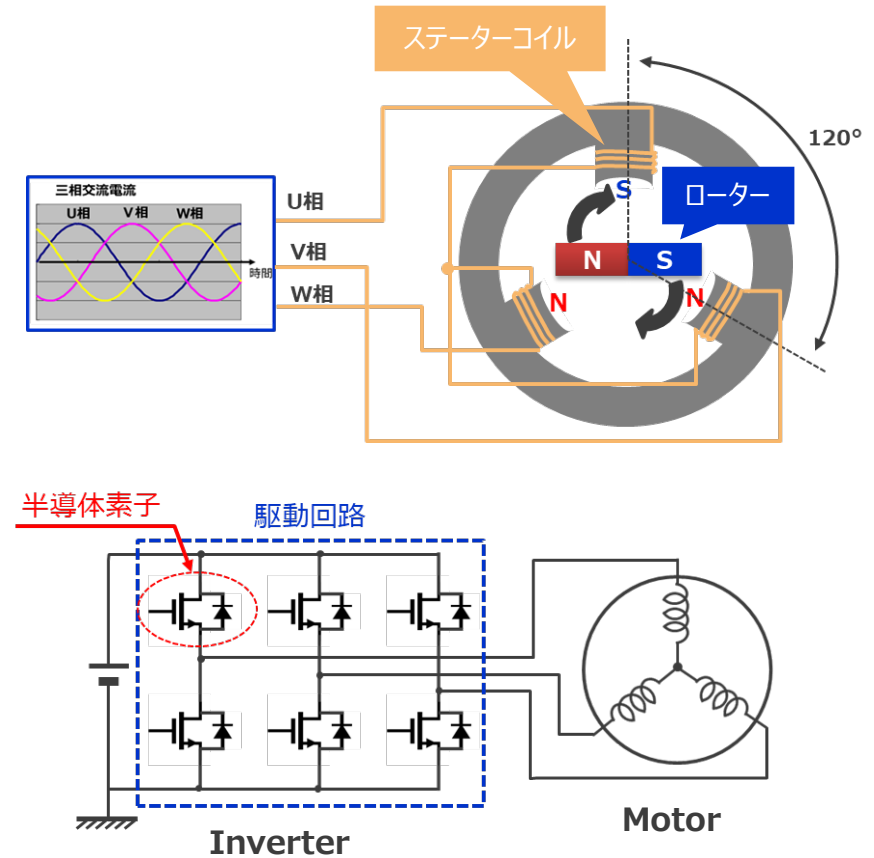 ステーターコイル
120°
三相交流電流
U相 V相 W相
時間
U相
V相
W相
S
ローター
N S
N
N
半導体素子
駆動回路
Inverter
Motor